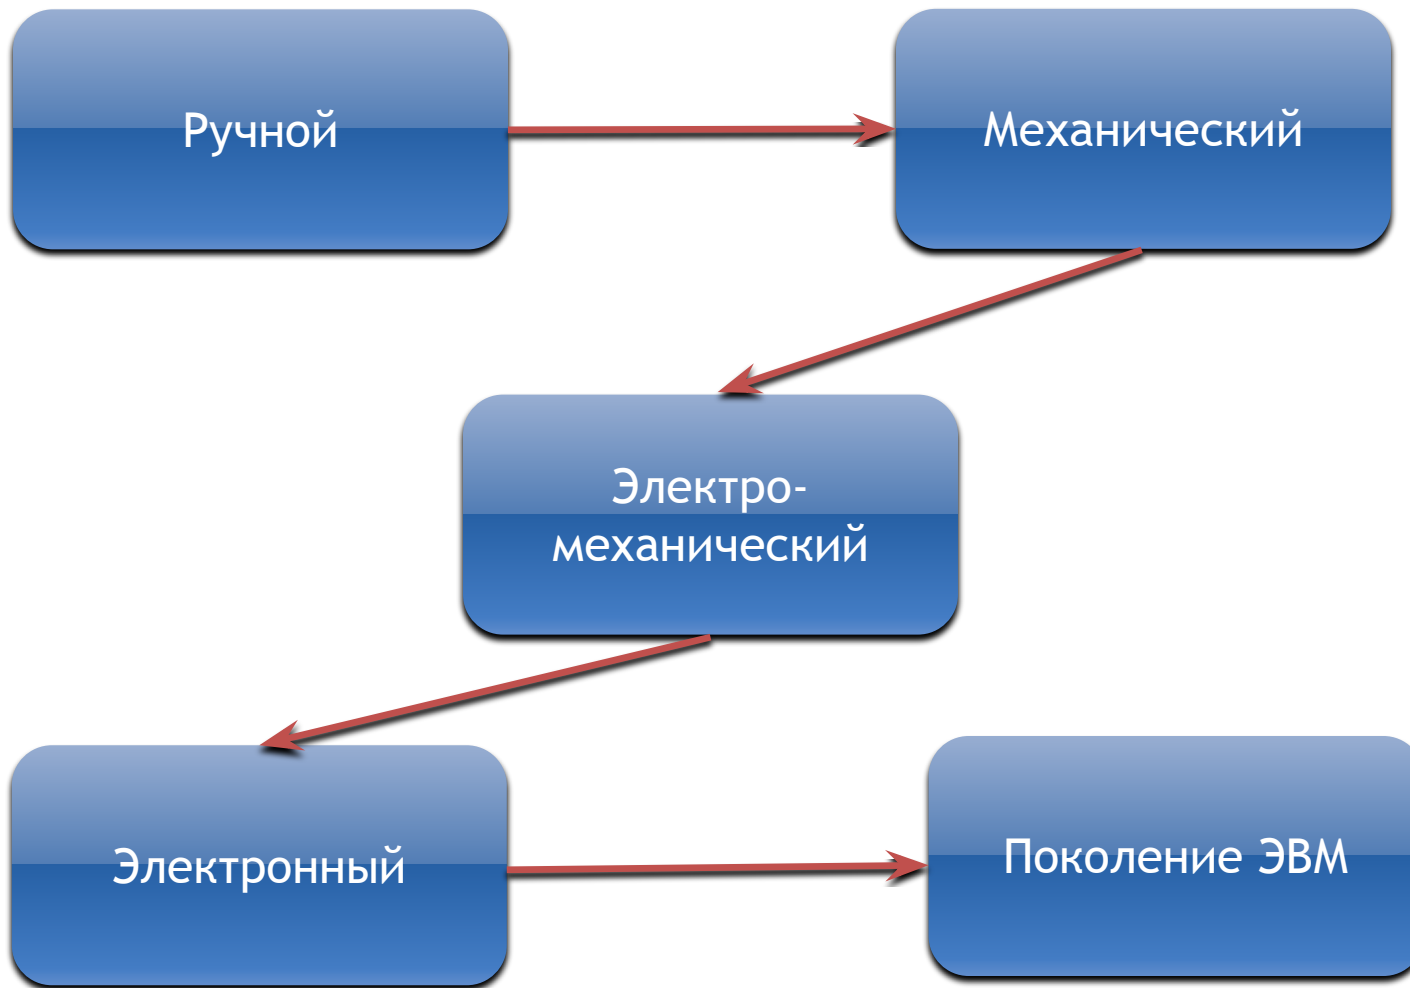 Ручной
Механический
Электро-
механический
Электронный
Поколение ЭВМ